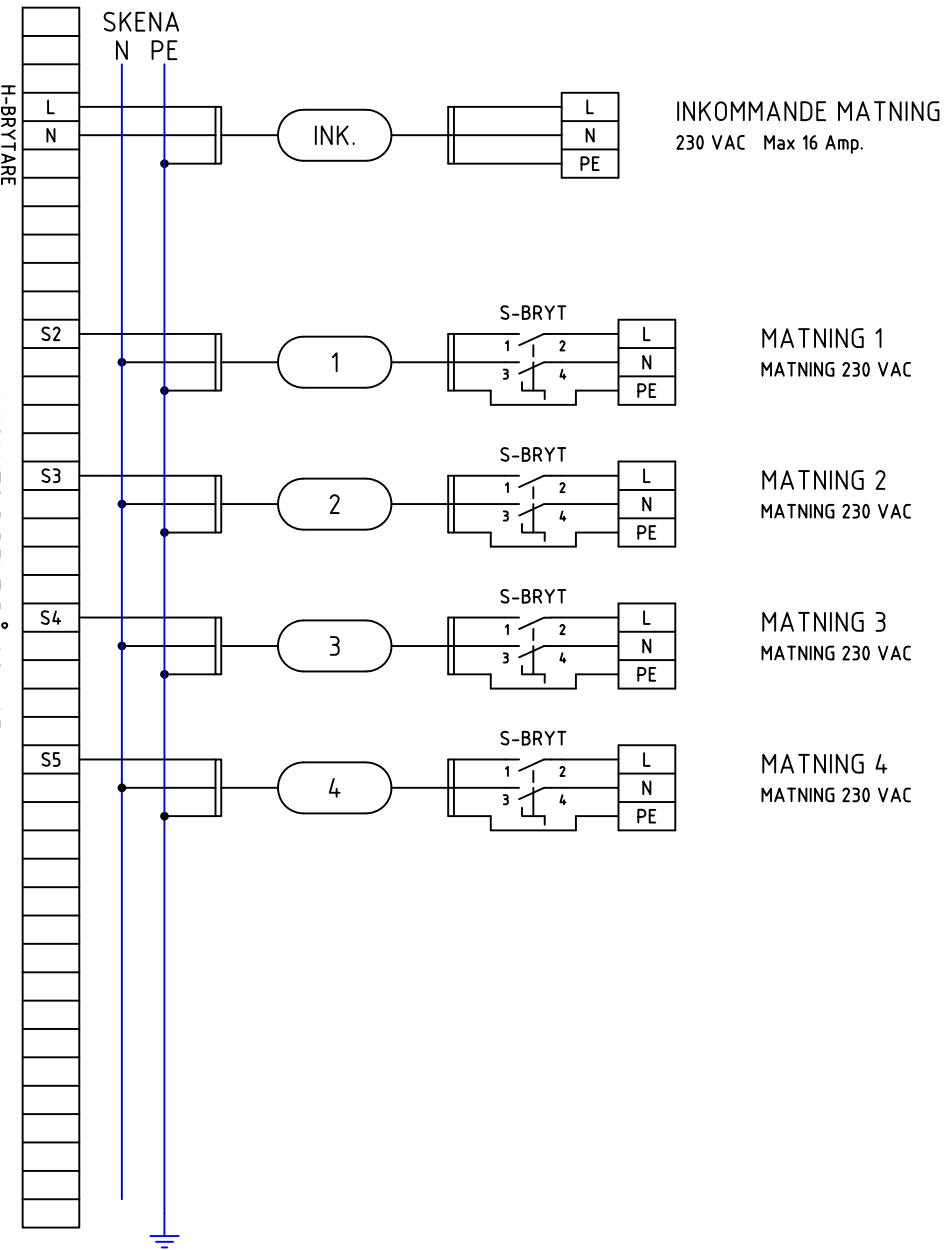 SKENA
N PE
H-BRYTARE
L
N
INK.
L
N
PE
INKOMMANDE MATNING
230 VAC Max 16 Amp.
S2
1
S-BRYT
1 2
3 4
L
N
PE
MATNING 1
MATNING 230 VAC
S3
2
S-BRYT
1 2
3 4
L
N
PE
MATNING 2
MATNING 230 VAC
S4
3
S-BRYT
1 2
3 4
L
N
PE
MATNING 3
MATNING 230 VAC
S5
4
S-BRYT
1 2
3 4
L
N
PE
MATNING 4
MATNING 230 VAC